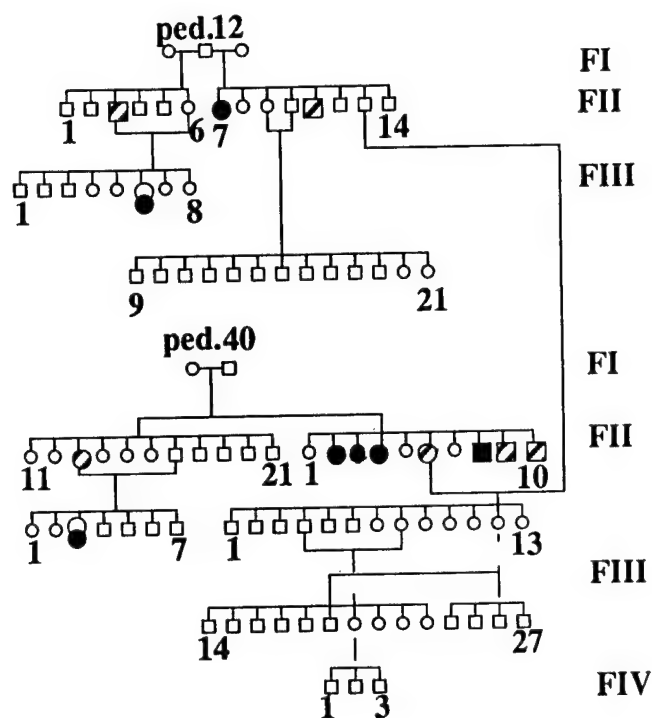 ped.12
FI
FII
1 6 7 14
FIII
1 8
9 21
ped.40
FI
FII
11 21 1 10
1 7 1 13
FIII
14 27
FIV
1 3